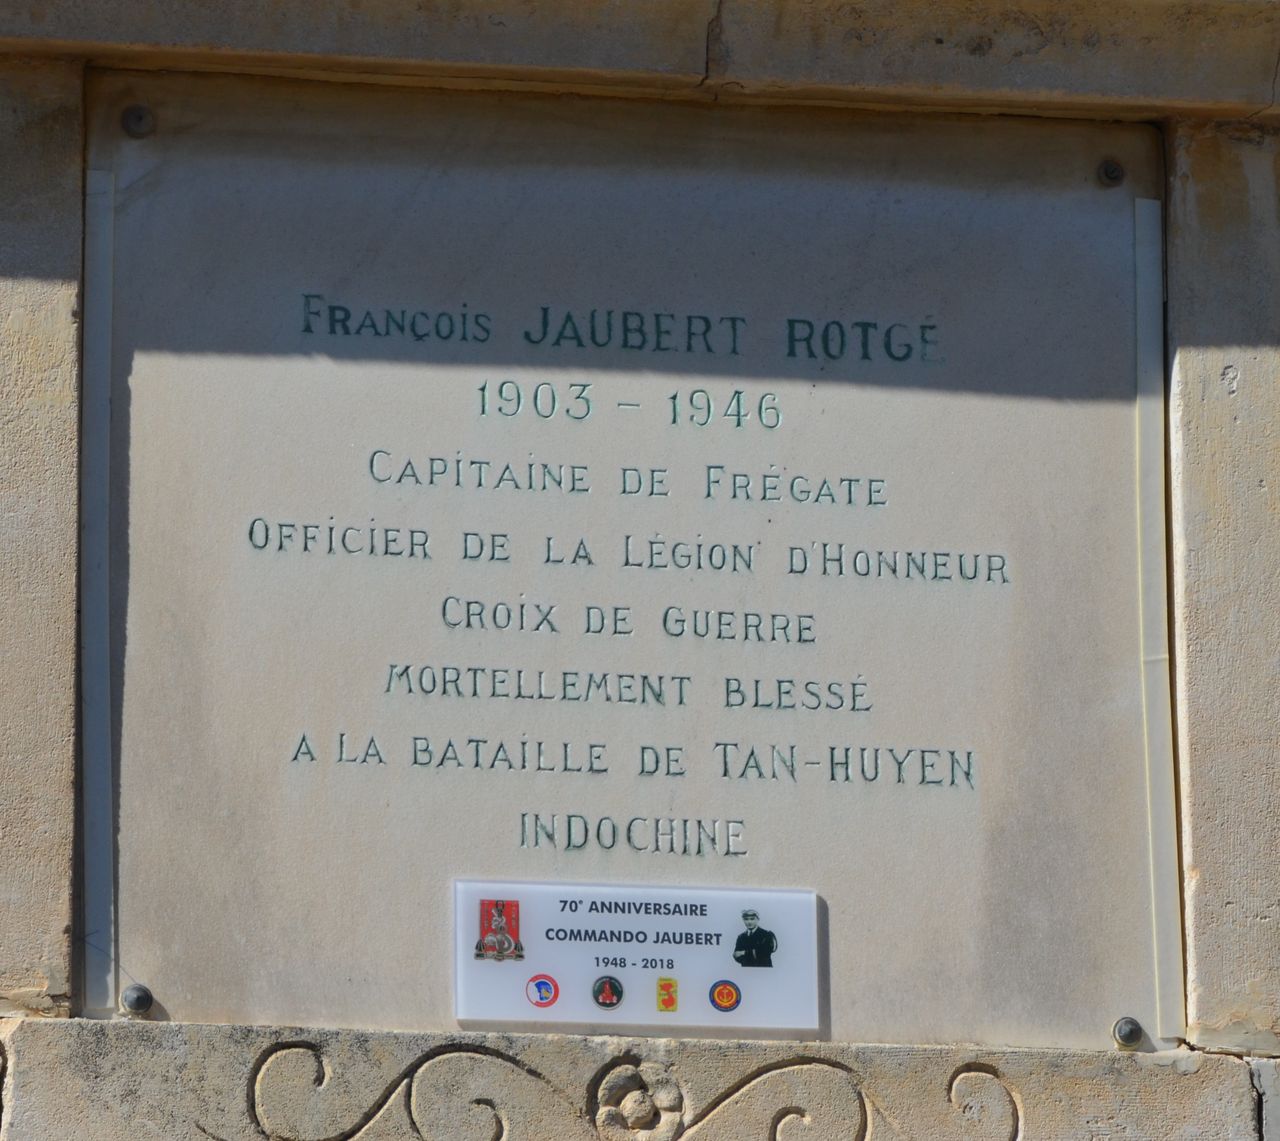 François JAUBERT ROTGÉ
1903 - 1946
CAPITAINE DE FRÉGATE
OFFICIER DE LA LÉGION D'HONNEUR
CROIX DE GUERRE
MORTELLEMENT BLESSÉ
A LA BATAILLE DE TAN-HUYEN
INDOCHINE
70e ANNIVERSAIRE
COMMANDO JAUBERT
1948 - 2018